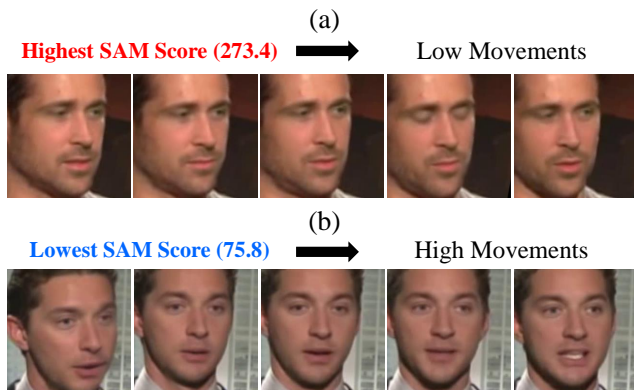 (a)
Highest SAM Score (273.4) Low Movements
(b)
Lowest SAM Score (75.8) High Movements